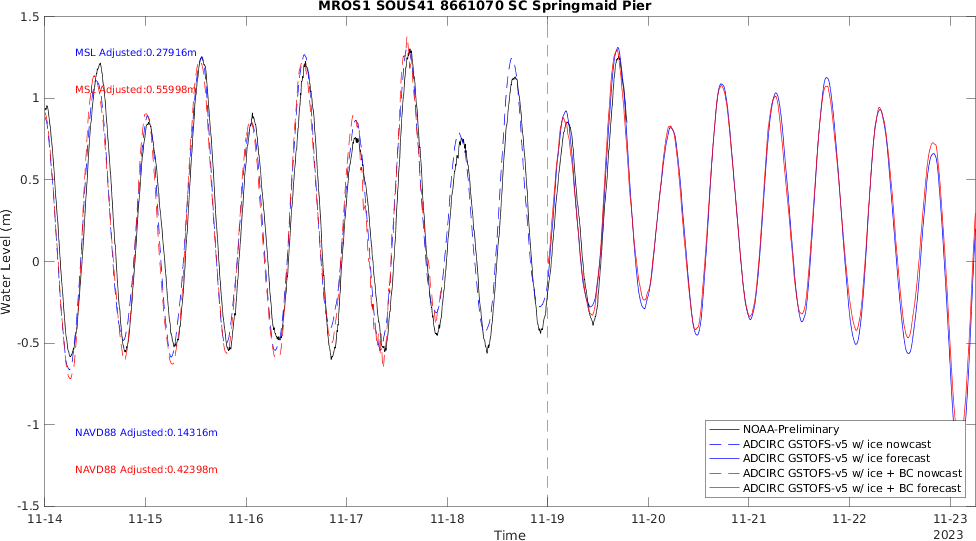 MROS1 SOUS41 8661070 SC Springmaid Pier
1.5
1
0.5
0
-0.5
-1
-1.5
Water Level (m)
MSL Adjusted:0.27916m
MSL Adjusted:0.55998m
NAVD88 Adjusted:0.14316m
NAVD88 Adjusted:0.42398m
NOAA-Preliminary
ADCIRC GSTOFS-v5 w/ ice nowcast
ADCIRC GSTOFS-v5 w/ ice forecast
ADCIRC GSTOFS-v5 w/ ice + BC nowcast
ADCIRC GSTOFS-v5 w/ ice + BC forecast
11-14 11-15 11-16 11-17 11-18 11-19 11-20 11-21 11-22 11-23
2023
Time